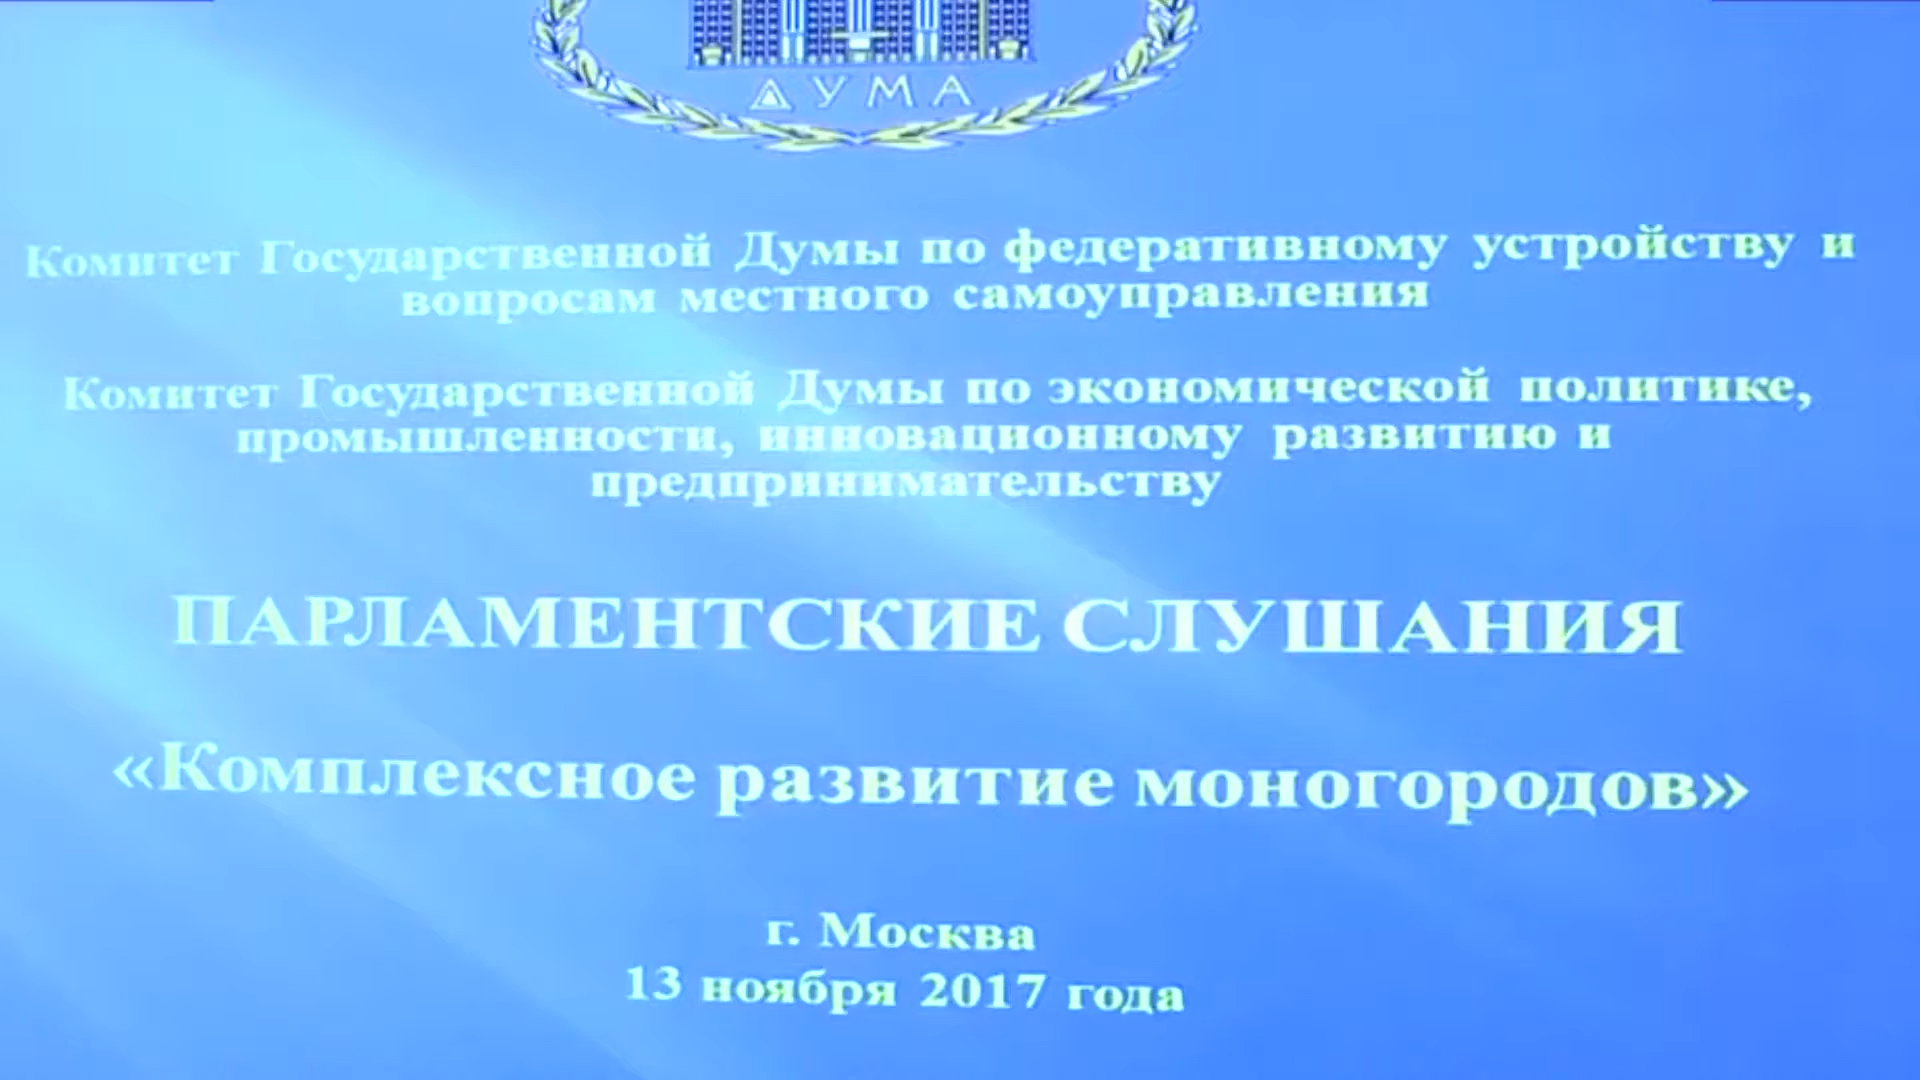 ДУМА
Комитет Государственной Думы по федеративному устройству и
вопросам местного самоуправления
Комитет Государственной Думы по экономической политике,
промышленности, инновационному развитию и
предпринимательству
ПАРЛАМЕНТСКИЕ СЛУШАНИЯ
«Комплексное развитие моногородов»
г. Москва
13 ноября 2017 года